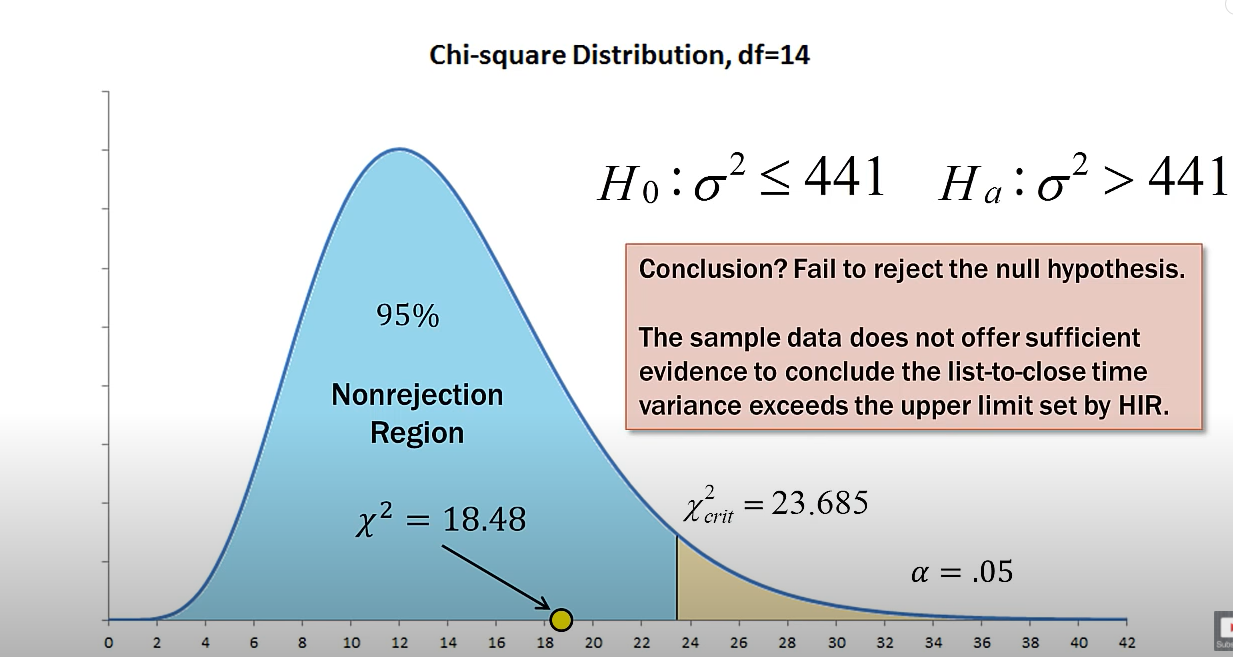 Chi-square Distribution, df=14
H₀ : σ² ≤ 441 Hₐ : σ² > 441
Conclusion? Fail to reject the null hypothesis.
The sample data does not offer sufficient
evidence to conclude the list-to-close time
variance exceeds the upper limit set by HIR.
95%
Nonrejection
Region
χ² = 18.48
χ²crit = 23.685
α = .05
0 2 4 6 8 10 12 14 16 18 20 22 24 26 28 30 32 34 36 38 40 42